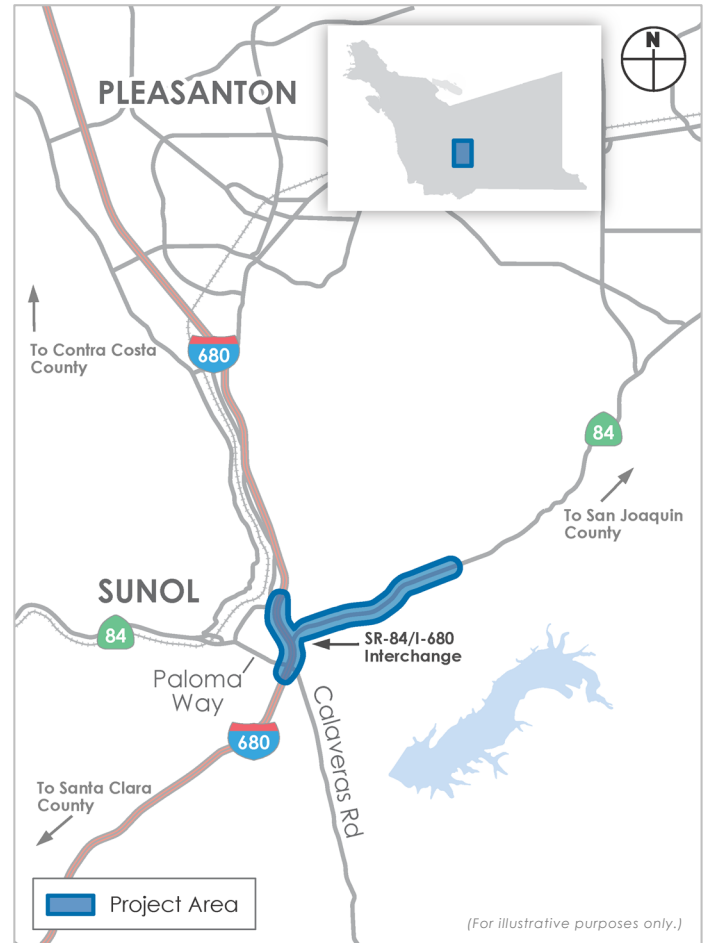 N
PLEASANTON
680
To Contra Costa
County
84
To San Joaquin
County
SUNOL
84
SR-84/I-680
Interchange
Paloma
Way
Calaveras Rd
680
To Santa Clara
County
Project Area
(For illustrative purposes only.)